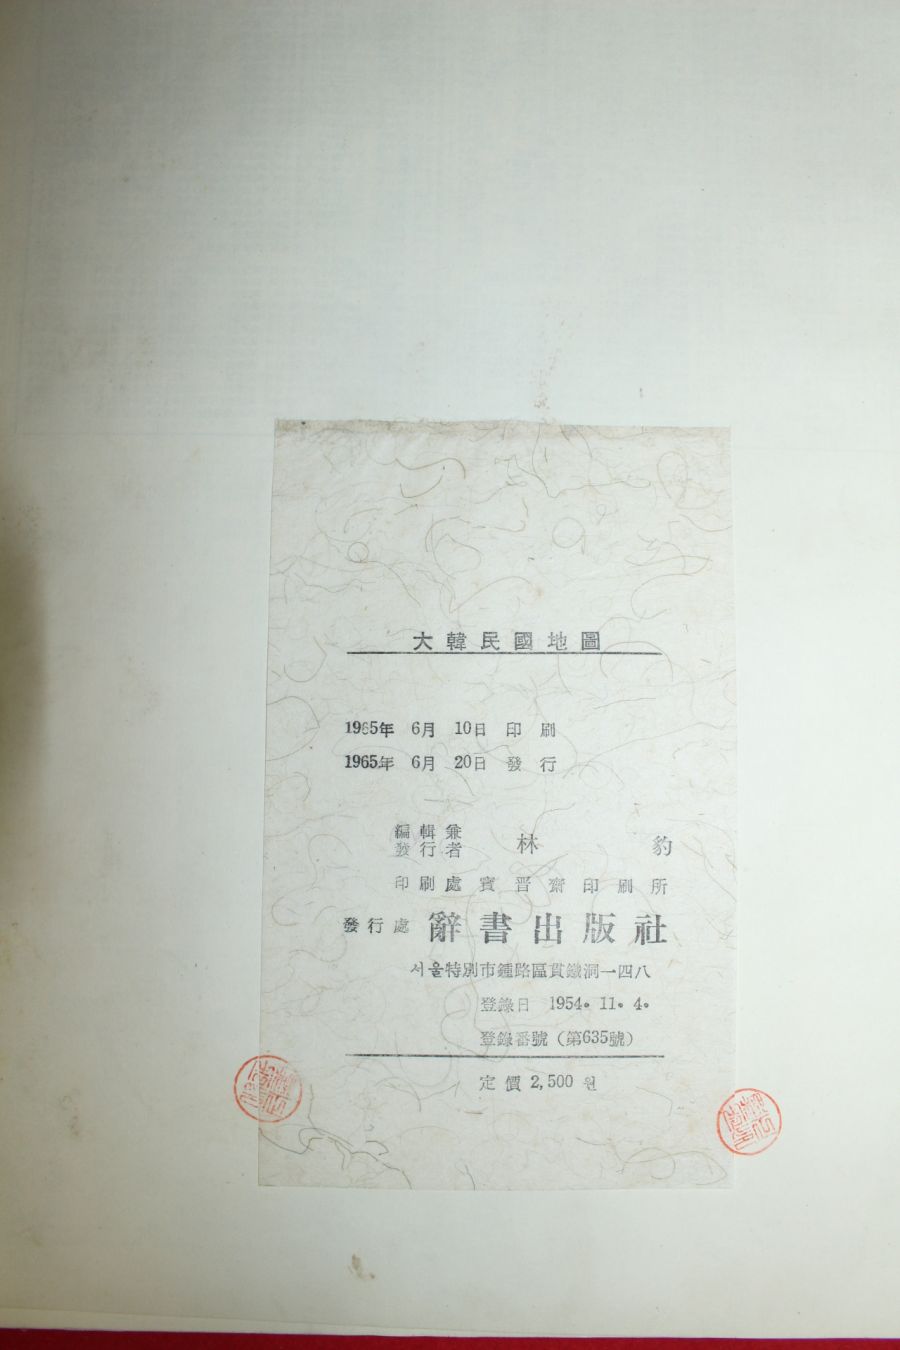 大韓民國地圖
1965年 6月 10日 印刷
1965年 6月 20日 發行
編輯兼
發行者 林豹
印刷處 寶晋齋印刷所
發行處 辭書出版社
서울特別市鍾路區貫鐵洞一四八
登錄日 1954. 11. 4.
登錄番號 (第635號)
定價 2,500 원